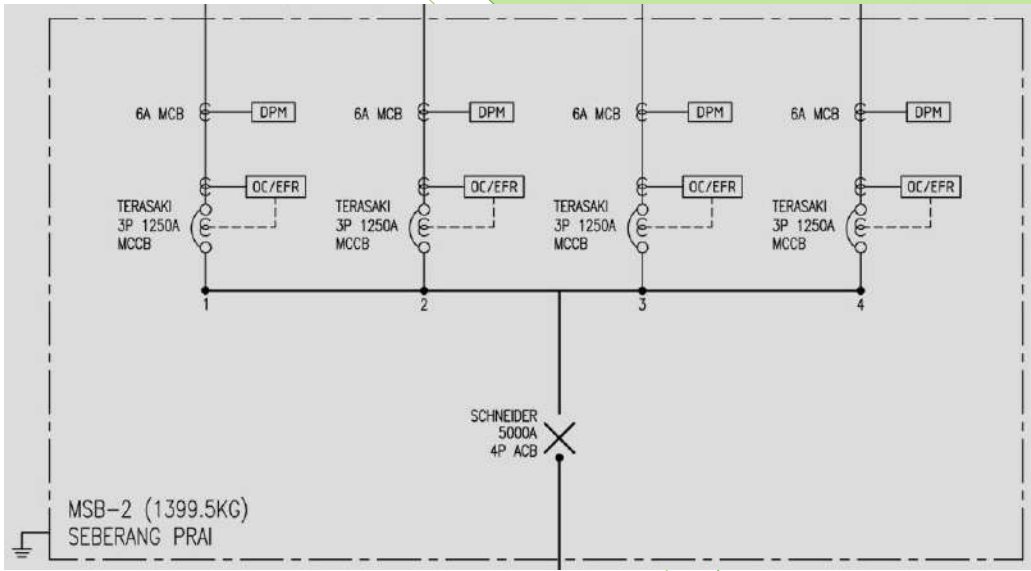 6A MCB
DPM
6A MCB
DPM
6A MCB
DPM
6A MCB
DPM
OC/EFR
OC/EFR
OC/EFR
OC/EFR
TERASAKI
3P 1250A
MCCB
TERASAKI
3P 1250A
MCCB
TERASAKI
3P 1250A
MCCB
TERASAKI
3P 1250A
MCCB
1
2
3
4
SCHNEIDER
5000A
4P ACB
MSB-2 (1399.5KG)
SEBERANG PRAI